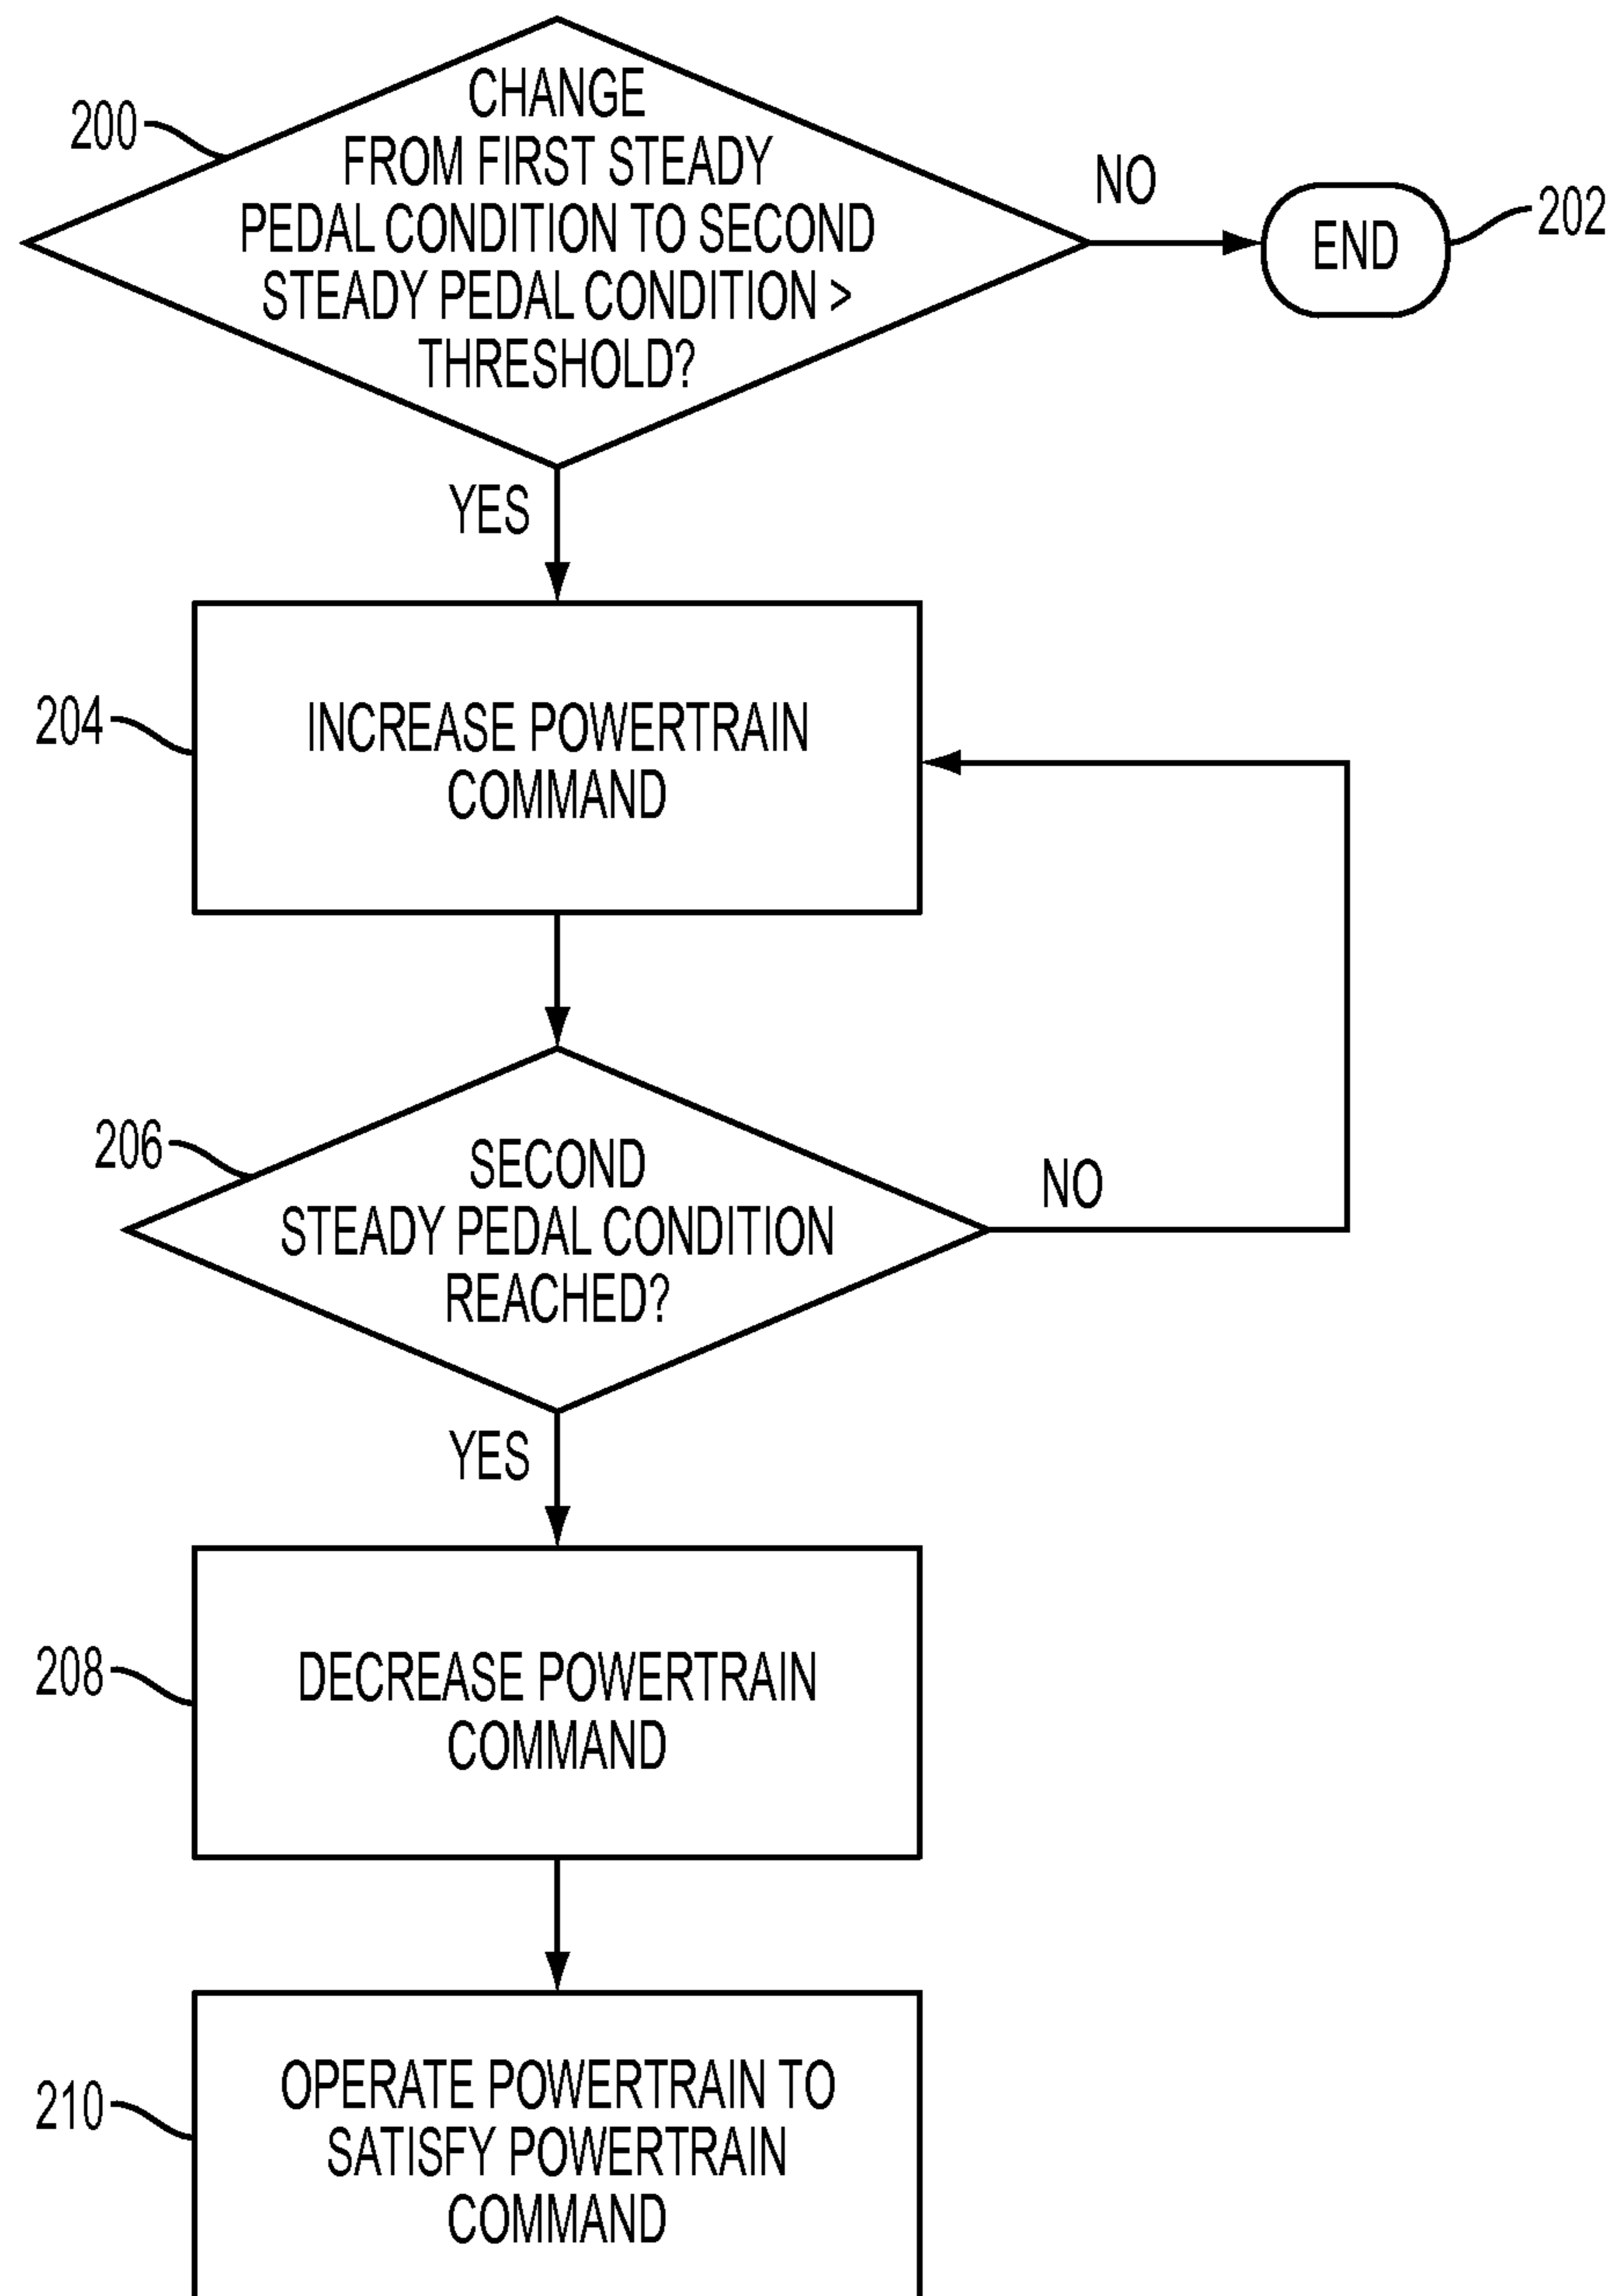 CHANGE
FROM FIRST STEADY
PEDAL CONDITION TO SECOND
STEADY PEDAL CONDITION >
THRESHOLD?
200
NO
END
202
YES
204
INCREASE POWERTRAIN
COMMAND
206
SECOND
STEADY PEDAL CONDITION
REACHED?
NO
YES
208
DECREASE POWERTRAIN
COMMAND
210
OPERATE POWERTRAIN TO
SATISFY POWERTRAIN
COMMAND